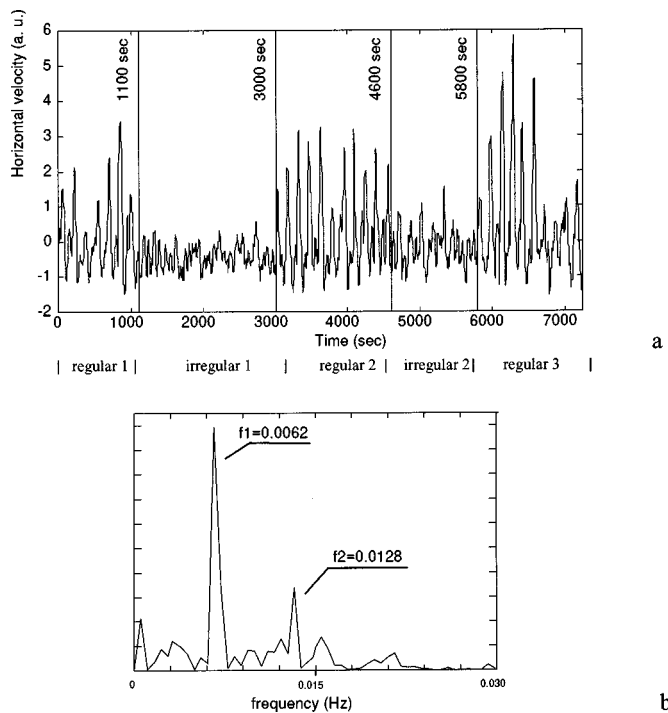 Horizontal velocity (a. u.)
6
5
4
3
2
1
0
-1
-2
1100 sec
3000 sec
4600 sec
5800 sec
0 1000 2000 3000 4000 5000 6000 7000
Time (sec)
a
| regular 1 | irregular 1 | regular 2 | irregular 2 | regular 3 |
f1=0.0062
f2=0.0128
0 0.015 0.030
frequency (Hz)
b